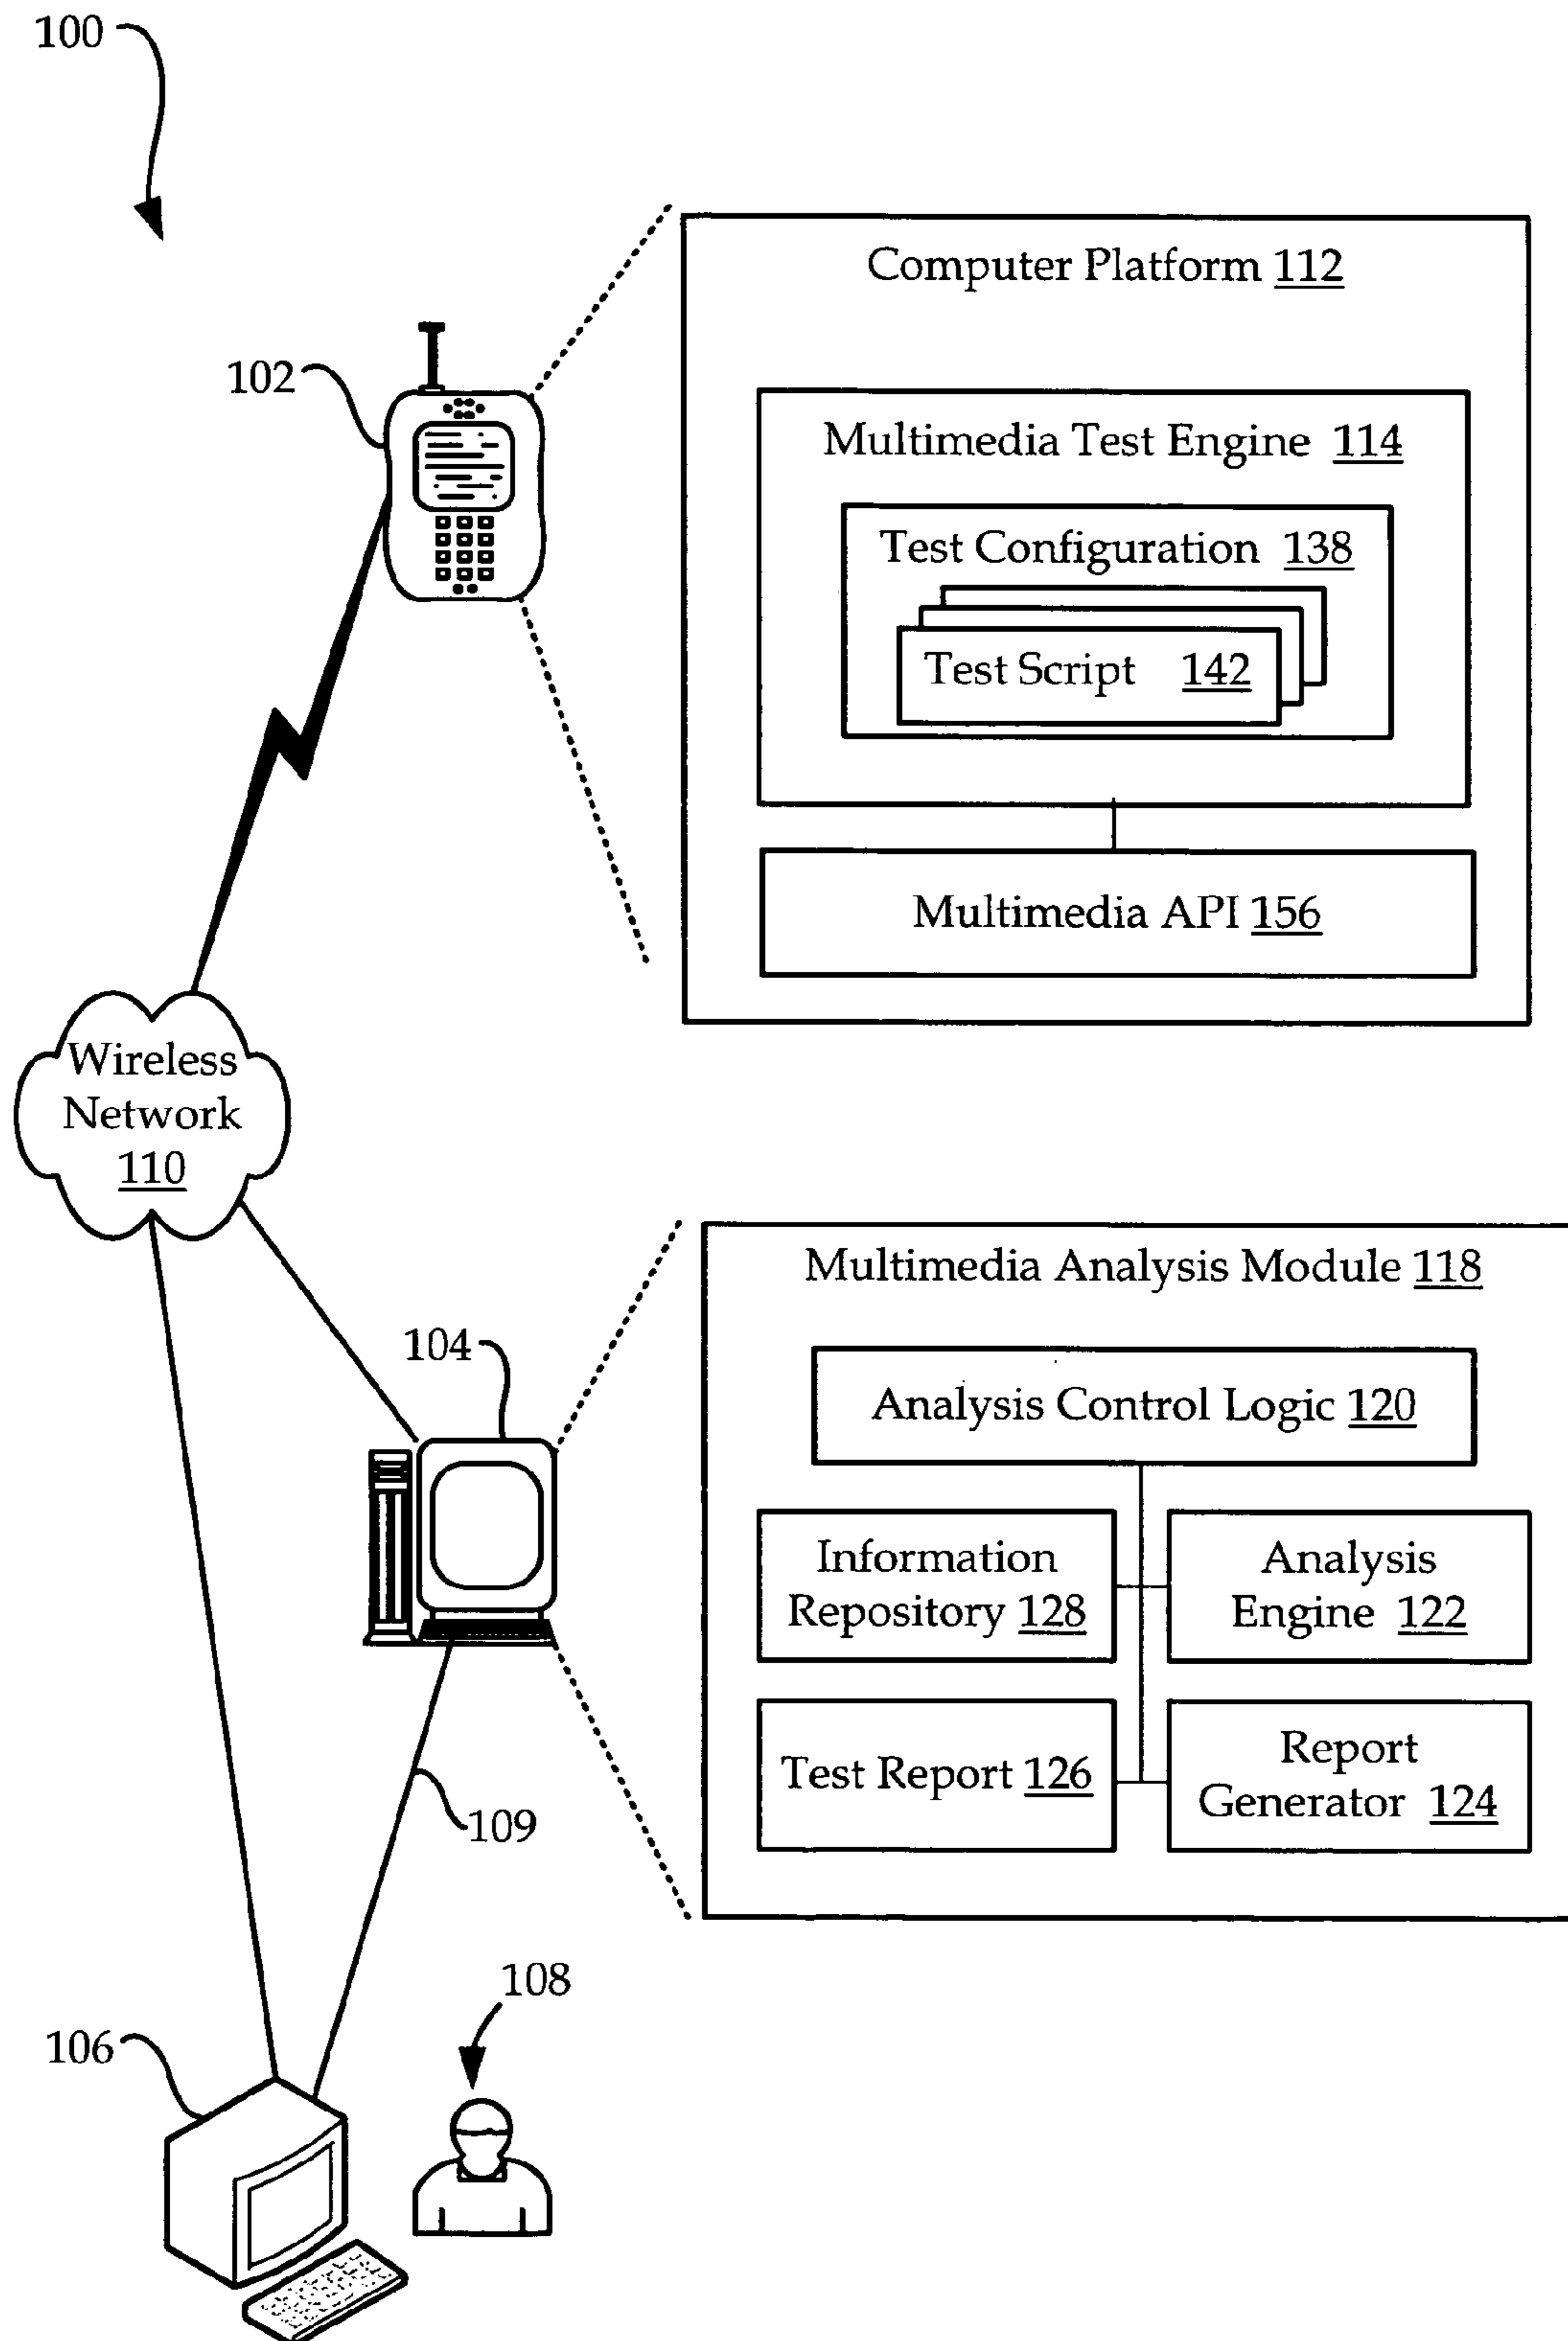 100
Computer Platform 112
102
Multimedia Test Engine 114
Test Configuration 138
Test Script 142
Multimedia API 156
Wireless
Network
110
Multimedia Analysis Module 118
104
Analysis Control Logic 120
Information
Repository 128
Analysis
Engine 122
Test Report 126
Report
Generator 124
109
108
106